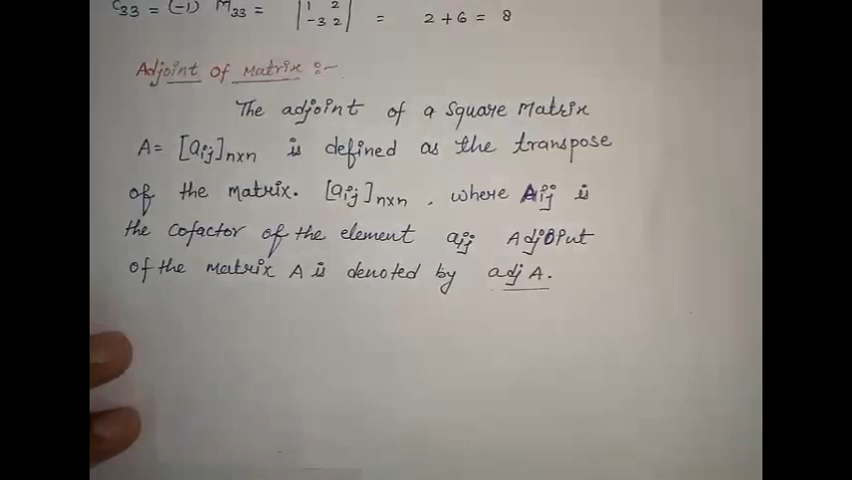 C33 = (-1) M33 = | 1 2 | = 2 + 6 = 8
| -3 2 |
Adjoint of Matrix :-
The adjoint of a Square Matrix
A = [aij]nxn is defined as the transpose
of the matrix. [aij]nxn , where Aij is
the cofactor of the element aij Adjoint
of the matrix A is denoted by adj A.